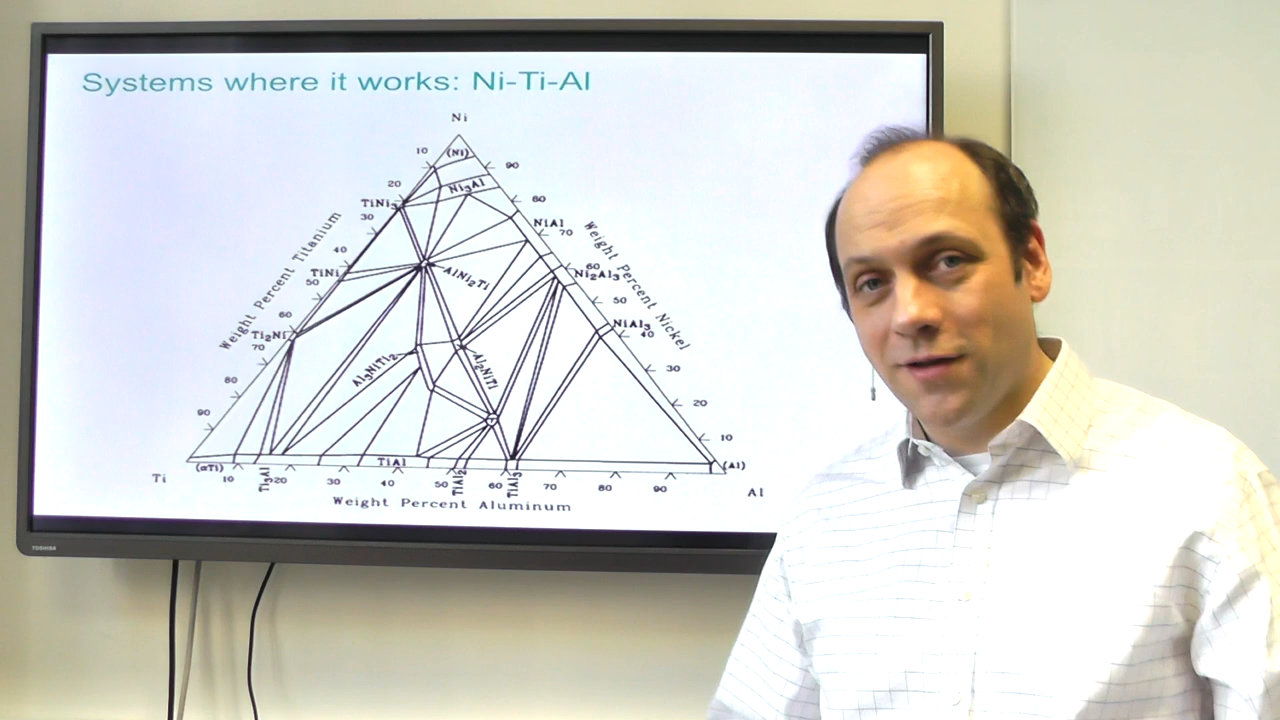 Systems where it works: Ni-Ti-Al
Ni
10
(Ni)
90
20
Ni3Al
80
TiNi3
30
NiAl
70
Weight Percent Titanium
Weight Percent Nickel
40
TiNi
50
AlNi2Ti
60
Ni2Al3
50
60
Ti2Ni
70
NiAl3
40
Al3NiTi2
Al2NiTi
30
80
20
90
10
(αTi)
TiAl
(Al)
Ti
10
Ti3Al
20
30
40
50
TiAl2
60
TiAl3
70
80
90
Al
Weight Percent Aluminum
TOSHIBA